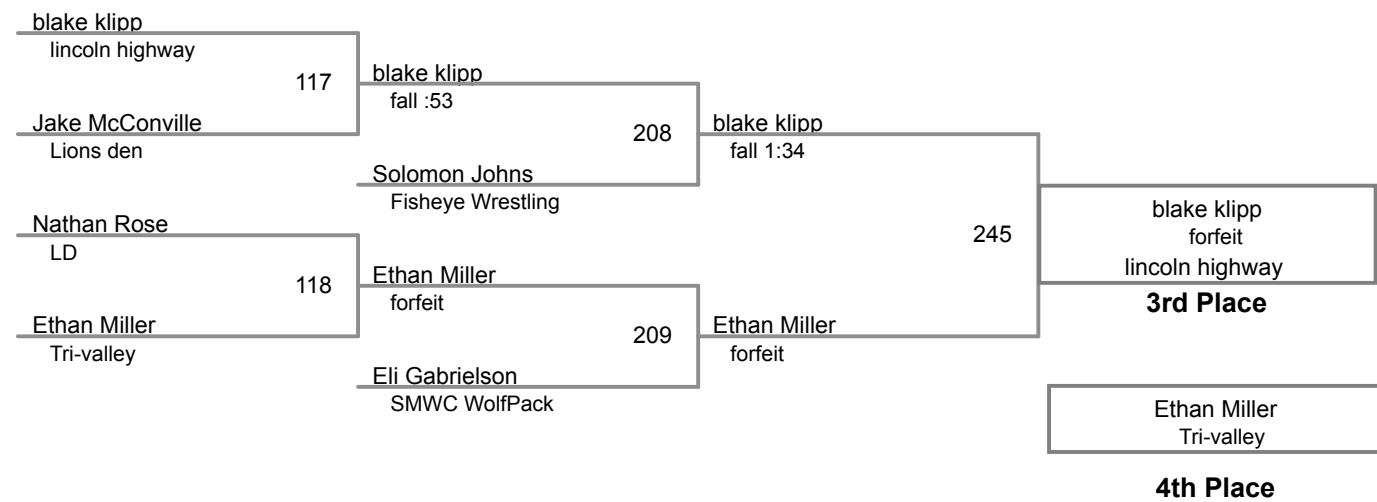 blake klipp
lincoln highway
117
blake klipp
fall :53
Jake McConville
Lions den
208
blake klipp
fall 1:34
Solomon Johns
Fisheye Wrestling
Nathan Rose
LD
118
Ethan Miller
forfeit
Ethan Miller
Tri-valley
209
Ethan Miller
forfeit
Eli Gabrielson
SMWC WolfPack
245
blake klipp
forfeit
lincoln highway
3rd Place
Ethan Miller
Tri-valley
4th Place